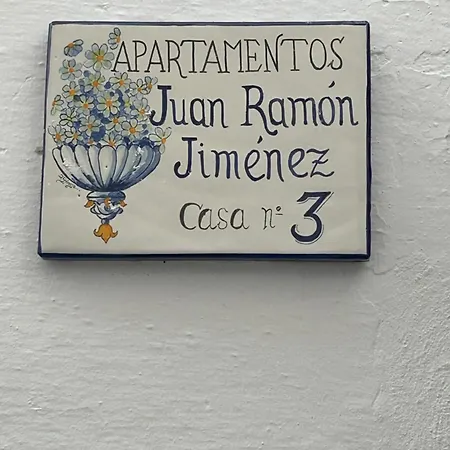 APARTAMENTOS
Juan Ramón
Jiménez
Casa nº 3